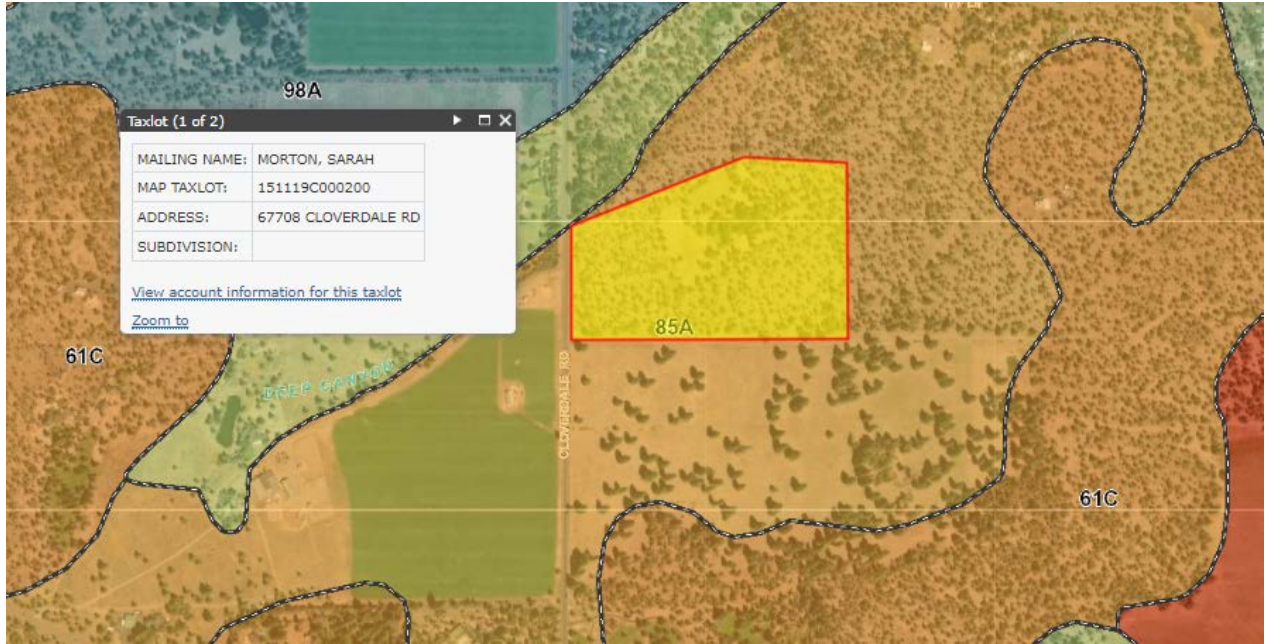 98A
Taxlot (1 of 2)
MAILING NAME: MORTON, SARAH
MAP TAXLOT: 151119C000200
ADDRESS: 67708 CLOVERDALE RD
SUBDIVISION:
View account information for this taxlot
Zoom to
85A
61C
DEEP CANYON
CLOVERDALE RD
61C